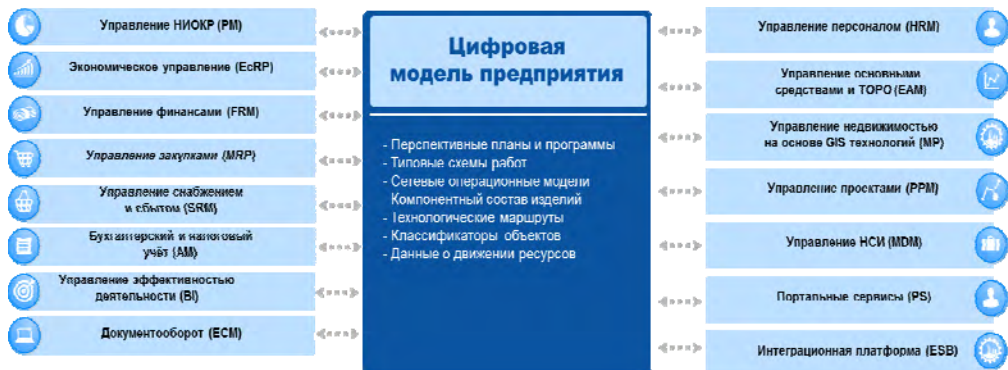 Управление НИОКР (PM)
Экономическое управление (EcRP)
Управление финансами (FRM)
Управление закупками (MRP)
Управление снабжением
и сбытом (SRM)
Бухгалтерский и налоговый
учёт (AM)
Управление эффективностью
деятельности (BI)
Документооборот (ECM)
Цифровая
модель предприятия
- Перспективные планы и программы
- Типовые схемы работ
- Сетевые операционные модели
Компонентный состав изделий
- Технологические маршруты
- Классификаторы объектов
- Данные о движении ресурсов
Управление персоналом (HRM)
Управление основными
средствами и ТОРО (EAM)
Управление недвижимостью
на основе GIS технологий (MP)
Управление проектами (PPM)
Управление НСИ (MDM)
Портальные сервисы (PS)
Интеграционная платформа (ESB)